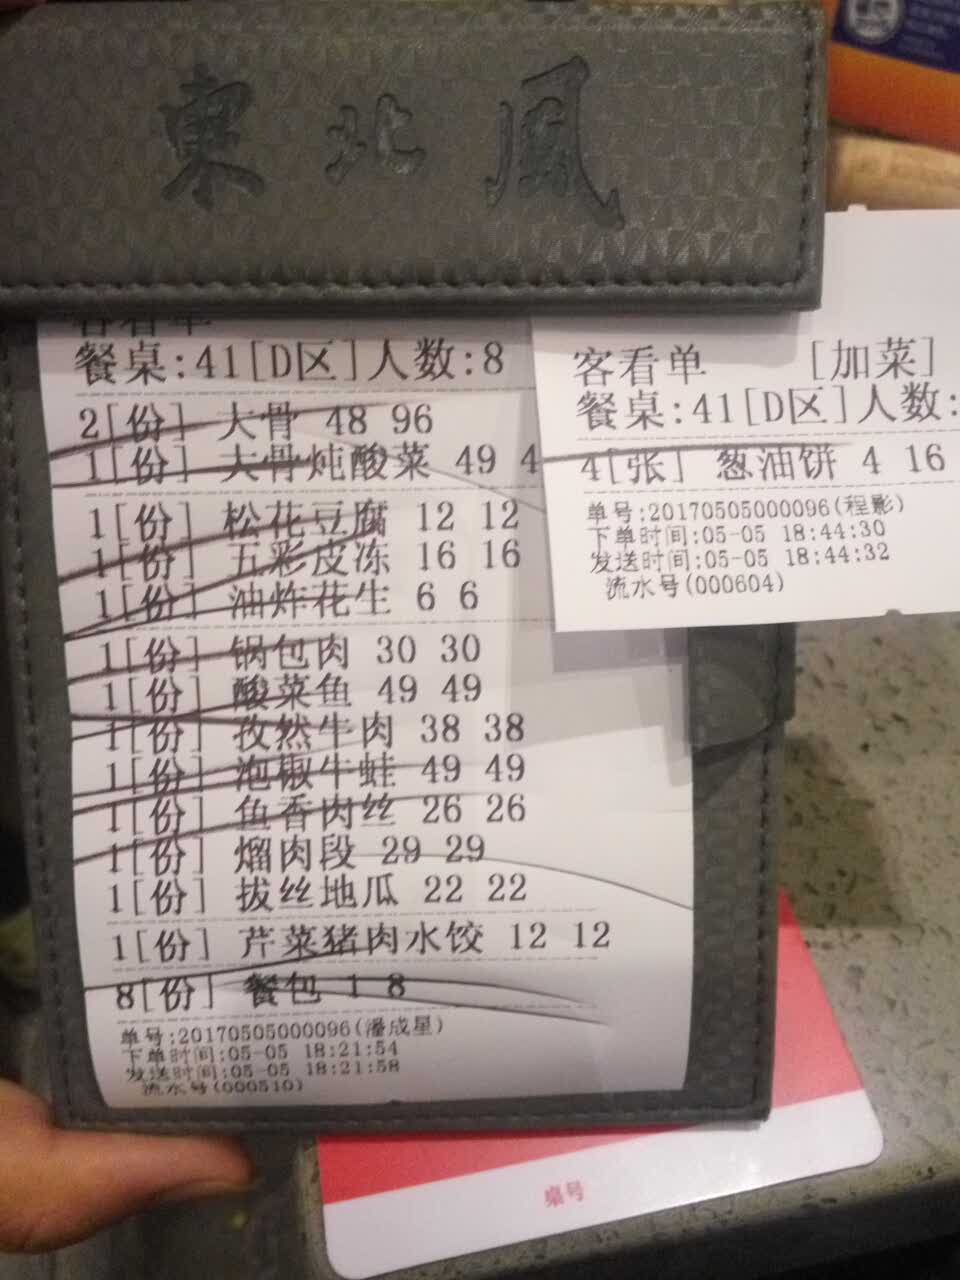 東北風
客看单
餐桌:41[D区]人数:8
2[份] 大骨 48 96
1[份] 大骨炖酸菜 49 4
1[份] 松花豆腐 12 12
1[份] 五彩皮冻 16 16
1[份] 油炸花生 6 6
1[份] 锅包肉 30 30
1[份] 酸菜鱼 49 49
1[份] 孜然牛肉 38 38
1[份] 泡椒牛蛙 49 49
1[份] 鱼香肉丝 26 26
1[份] 熘肉段 29 29
1[份] 拔丝地瓜 22 22
1[份] 芹菜猪肉水饺 12 12
8[份] 餐包 1 8
单号:20170505000096(潘成星)
下单时间:05-05 18:21:54
发送时间:05-05 18:21:58
流水号(000510)
客看单 [加菜]
餐桌:41[D区]人数:
4[张] 葱油饼 4 16
单号:20170505000096(程影)
下单时间:05-05 18:44:30
发送时间:05-05 18:44:32
流水号(000604)
桌号